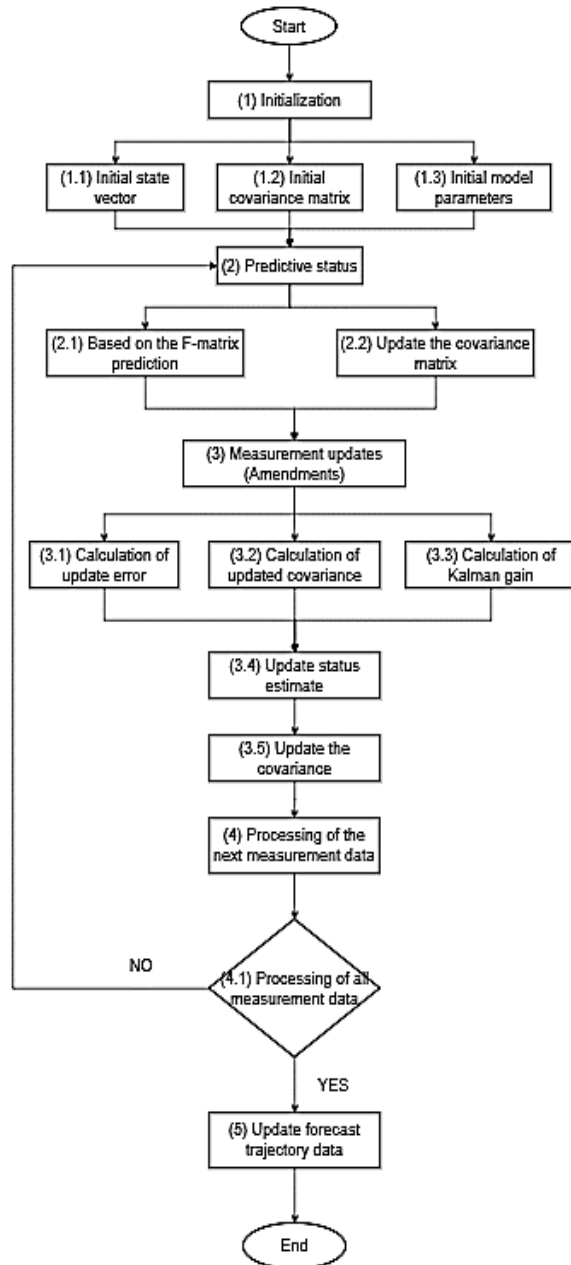 Start
(1) Initialization
(1.1) Initial state
vector
(1.2) Initial
covariance matrix
(1.3) Initial model
parameters
(2) Predictive status
(2.1) Based on the F-matrix
prediction
(2.2) Update the covariance
matrix
(3) Measurement updates
(Amendments)
(3.1) Calculation of
update error
(3.2) Calculation of
updated covariance
(3.3) Calculation of
Kalman gain
(3.4) Update status
estimate
(3.5) Update the
covariance
(4) Processing of the
next measurement data
NO
(4.1) Processing of all
measurement data
YES
(5) Update forecast
trajectory data
End